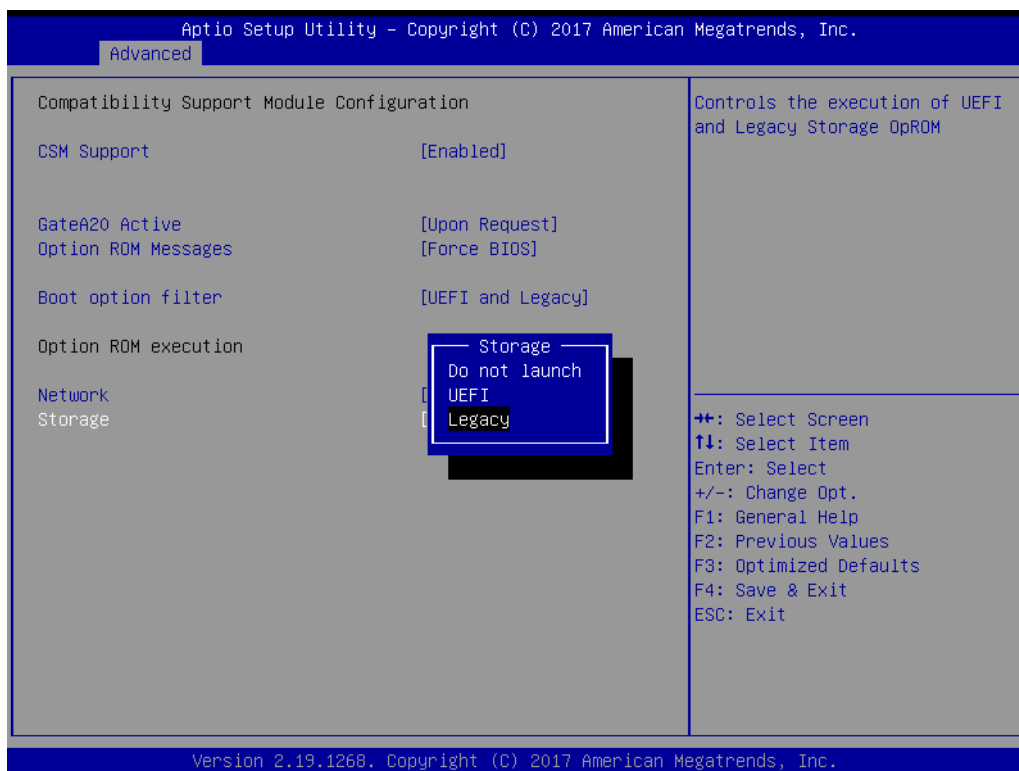 Aptio Setup Utility – Copyright (C) 2017 American Megatrends, Inc.
Advanced
Compatibility Support Module Configuration
CSM Support [Enabled]
GateA20 Active [Upon Request]
Option ROM Messages [Force BIOS]
Boot option filter [UEFI and Legacy]
Option ROM execution
Network [
Storage [
Storage
Do not launch
UEFI
Legacy
Controls the execution of UEFI
and Legacy Storage OpROM
→←: Select Screen
↑↓: Select Item
Enter: Select
+/-: Change Opt.
F1: General Help
F2: Previous Values
F3: Optimized Defaults
F4: Save & Exit
ESC: Exit
Version 2.19.1268. Copyright (C) 2017 American Megatrends, Inc.